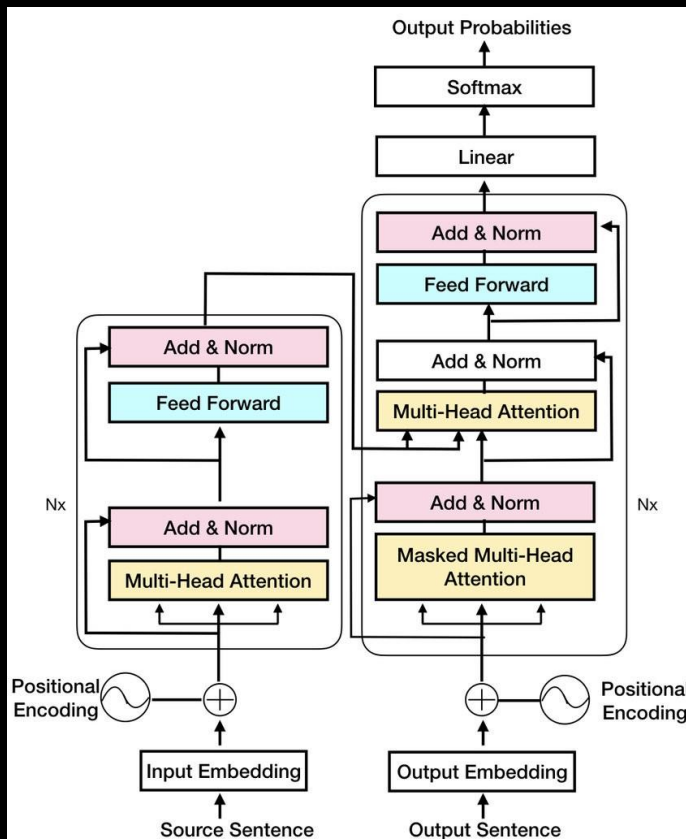 Output Probabilities
Softmax
Linear
Add & Norm
Feed Forward
Add & Norm
Multi-Head Attention
Add & Norm
Masked Multi-Head
Attention
Nx
Positional
Encoding
Output Embedding
Output Sentence
Add & Norm
Feed Forward
Add & Norm
Multi-Head Attention
Nx
Positional
Encoding
Input Embedding
Source Sentence